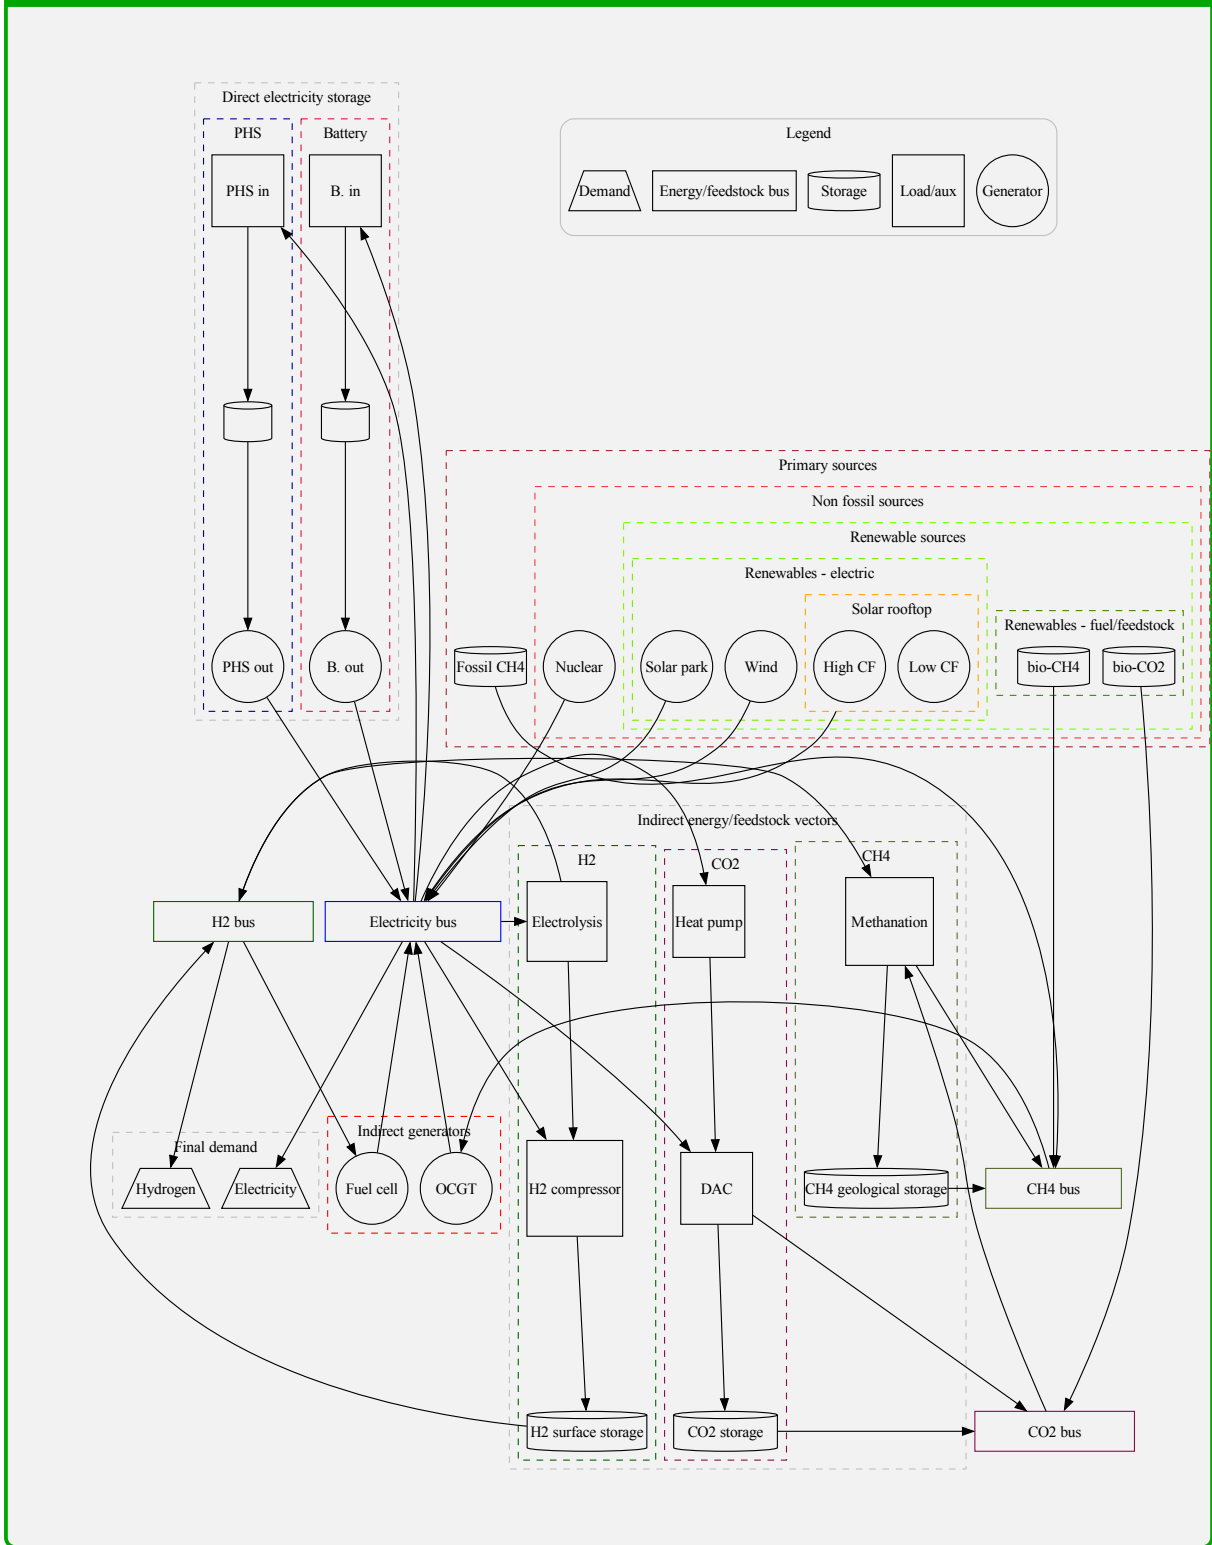 Direct electricity storage
PHS
Battery
Legend
PHS in
B. in
Demand
Energy/feedstock bus
Storage
Load/aux
Generator
Primary sources
Non fossil sources
Renewable sources
Renewables - electric
Solar rooftop
Renewables - fuel/feedstock
PHS out
B. out
Fossil CH4
Nuclear
Solar park
Wind
High CF
Low CF
bio-CH4
bio-CO2
Indirect energy/feedstock vectors
H2
CO2
CH4
H2 bus
Electricity bus
Electrolysis
Heat pump
Methanation
Final demand
Indirect generators
Hydrogen
Electricity
Fuel cell
OCGT
H2 compressor
DAC
CH4 geological storage
CH4 bus
H2 surface storage
CO2 storage
CO2 bus